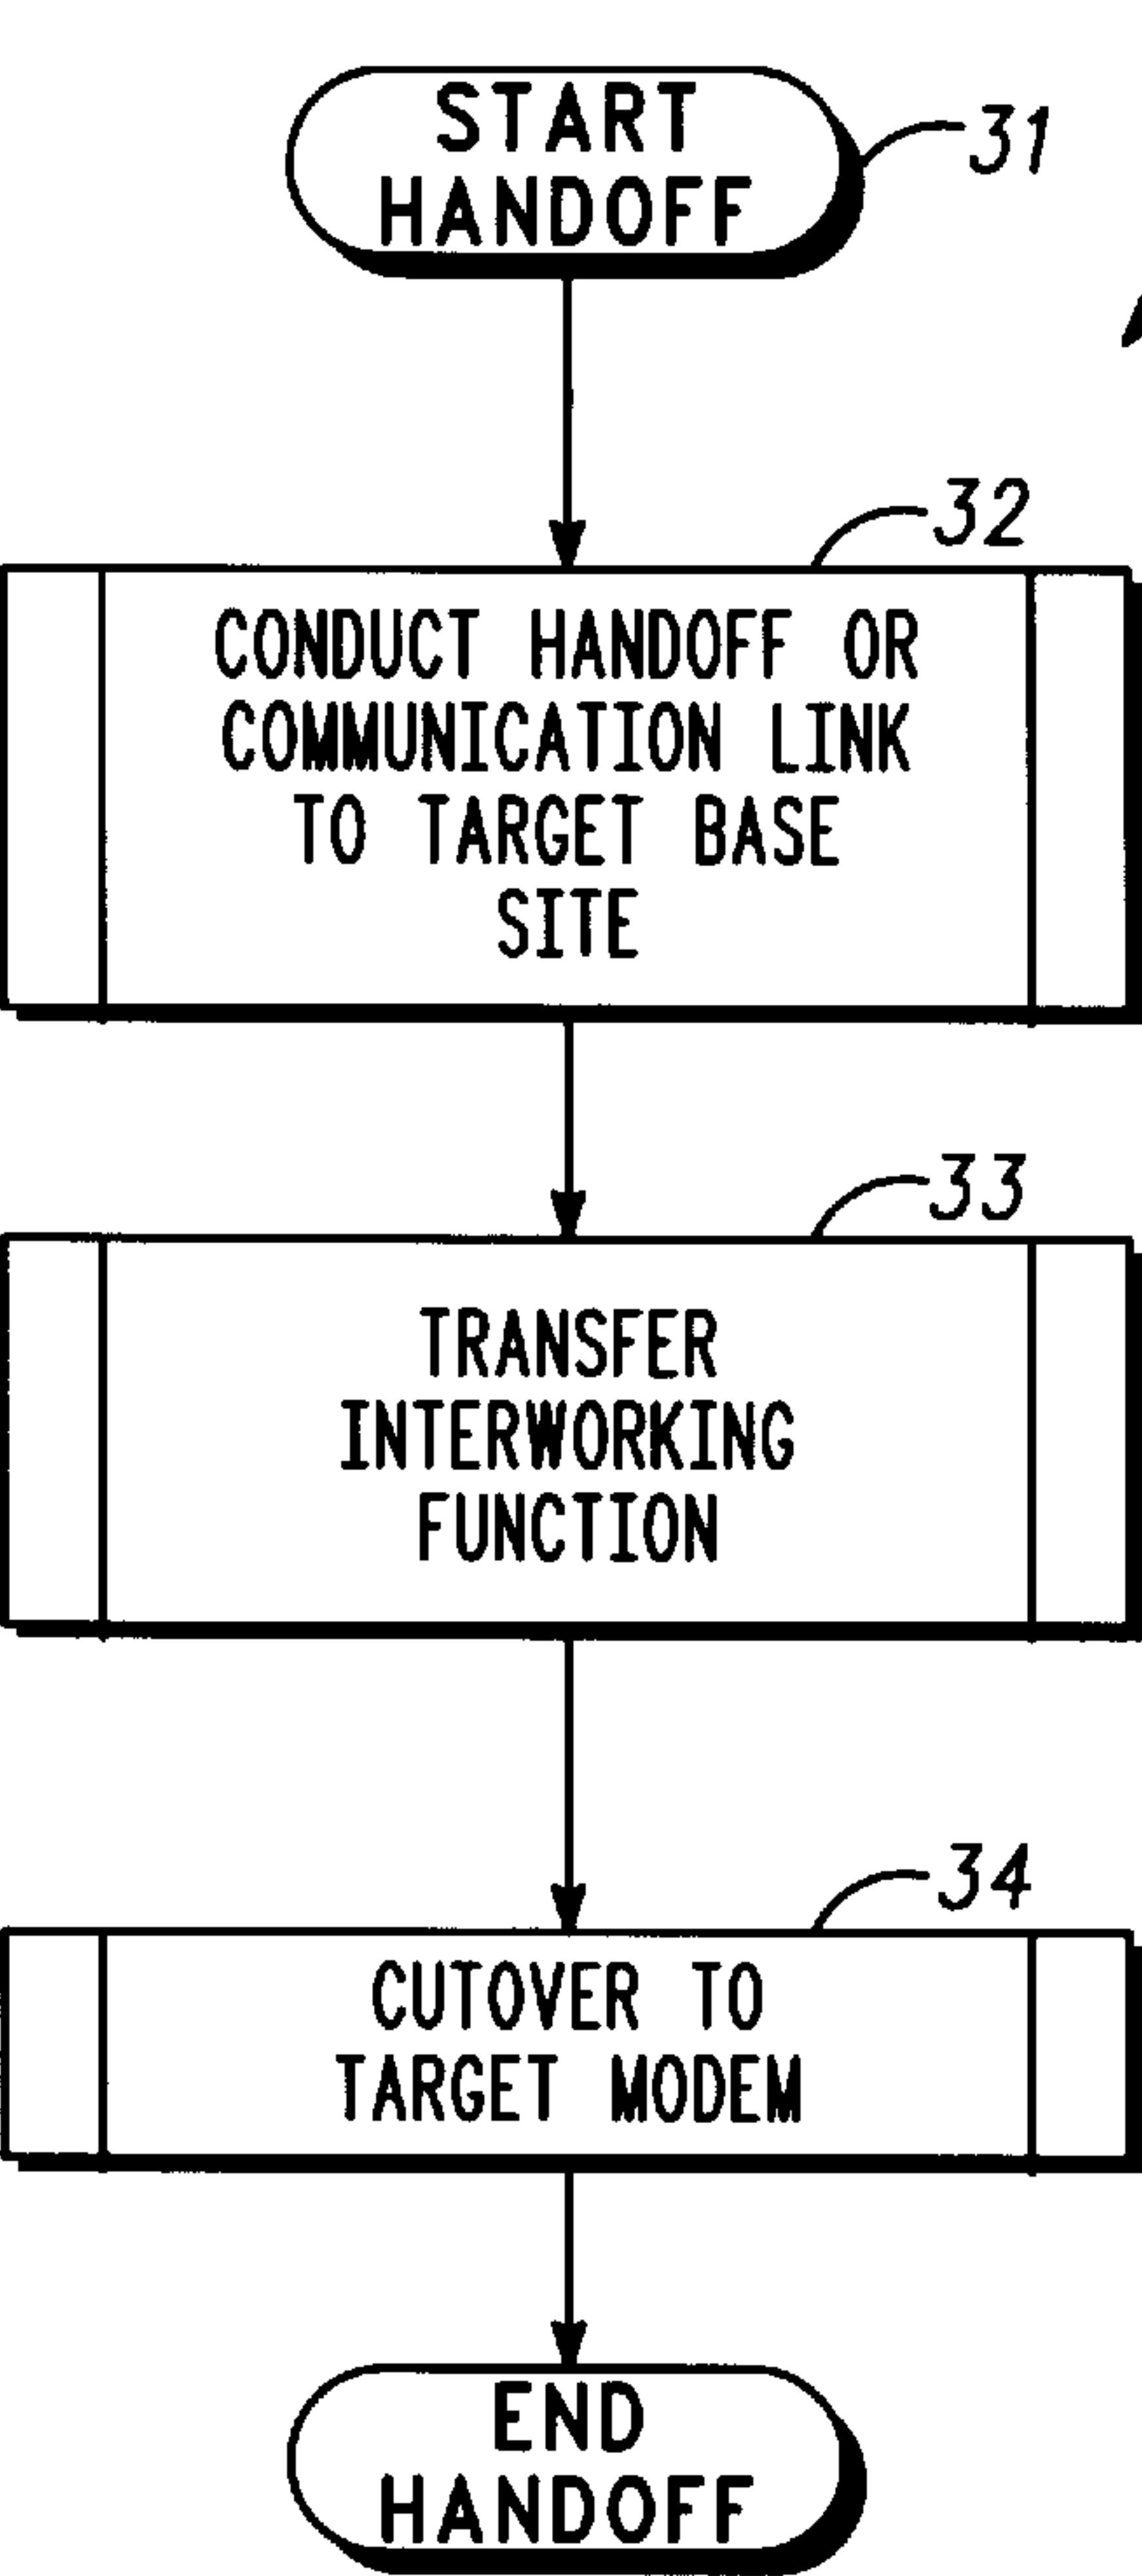 START
HANDOFF
31
32
CONDUCT HANDOFF OR
COMMUNICATION LINK
TO TARGET BASE
SITE
33
TRANSFER
INTERWORKING
FUNCTION
34
CUTOVER TO
TARGET MODEM
END
HANDOFF